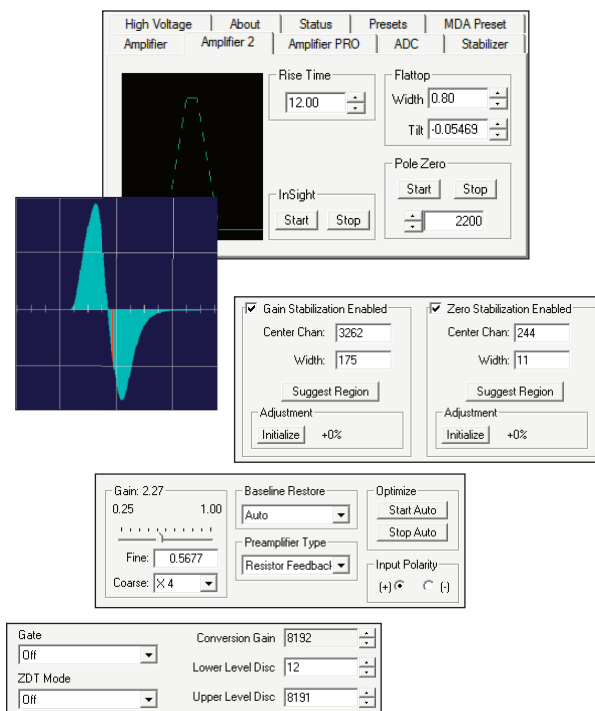 High Voltage About Status Presets MDA Preset
Amplifier Amplifier 2 Amplifier PRO ADC Stabilizer
Rise Time
12.00
Flattop
Width 0.80
Tilt -0.05469
InSight
Start Stop
Pole Zero
Start Stop
2200
Gain Stabilization Enabled
Center Chan: 3262
Width: 175
Suggest Region
Adjustment
Initialize +0%
Zero Stabilization Enabled
Center Chan: 244
Width: 11
Suggest Region
Adjustment
Initialize +0%
Gain: 2.27
0.25 1.00
Fine: 0.5677
Coarse: X 4
Baseline Restore
Auto
Preamplifier Type
Resistor Feedback
Optimize
Start Auto
Stop Auto
Input Polarity
(+) (-)
Gate
Off
ZDT Mode
Off
Conversion Gain 8192
Lower Level Disc 12
Upper Level Disc 8191